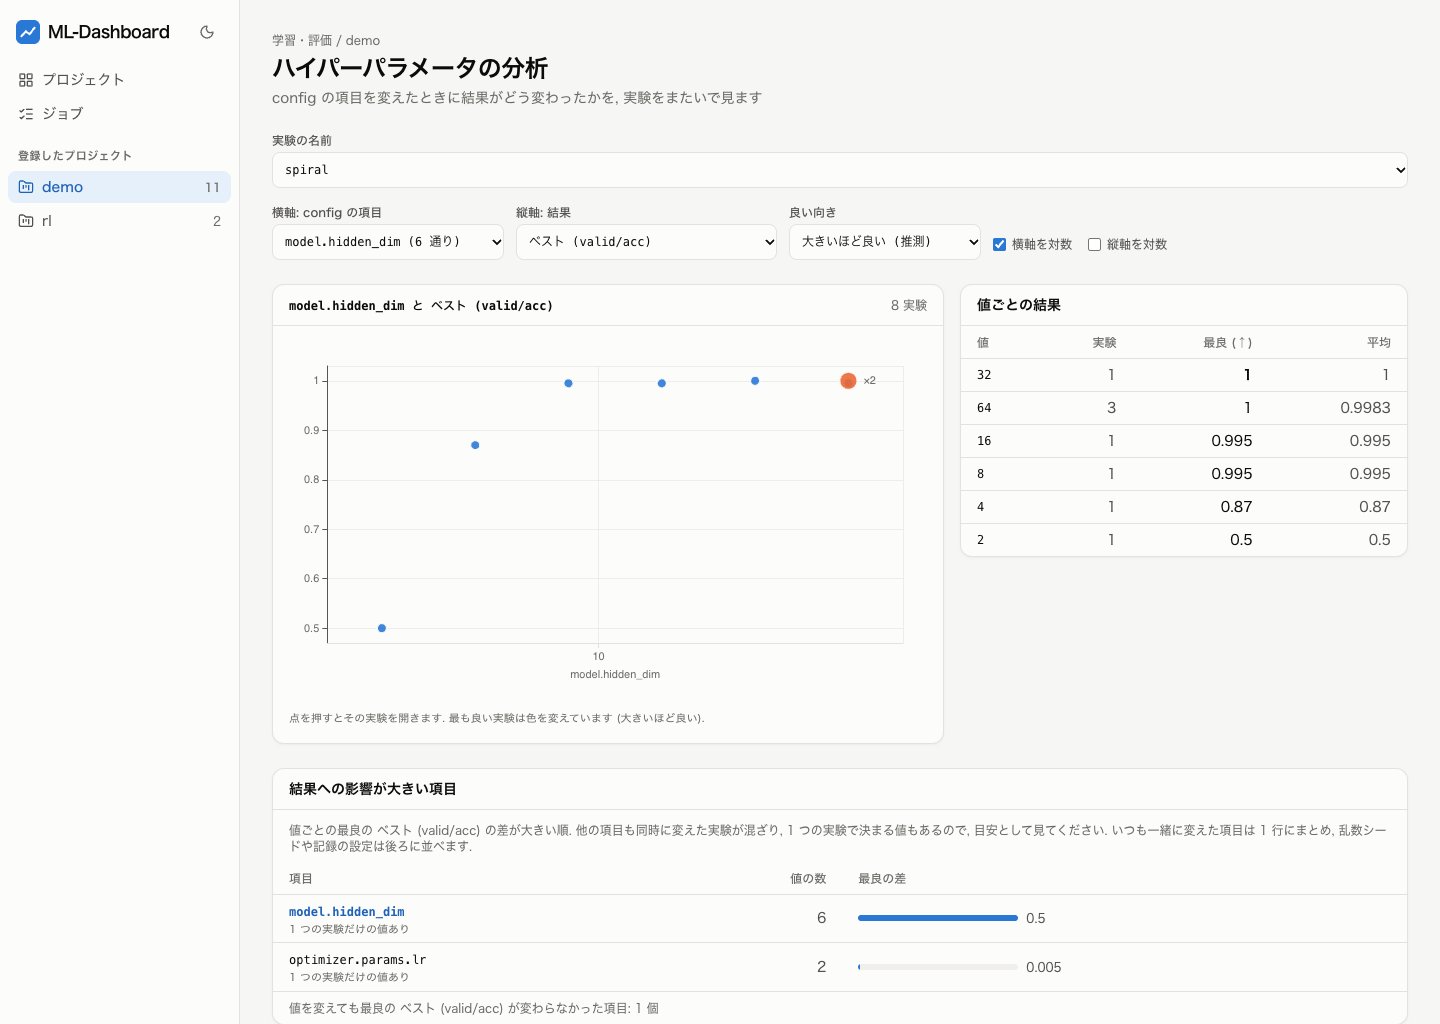 ML-Dashboard
プロジェクト
ジョブ
登録したプロジェクト
demo 11
rl 2
学習・評価 / demo
ハイパーパラメータの分析
config の項目を変えたときに結果がどう変わったかを, 実験をまたいで見ます
実験の名前
spiral
横軸: config の項目 縦軸: 結果 良い向き
model.hidden_dim (6 通り) ベスト (valid/acc) 大きいほど良い (推測) 横軸を対数 縦軸を対数
model.hidden_dim と ベスト (valid/acc) 8 実験
1
0.9
0.8
0.7
0.6
0.5
×2
10
model.hidden_dim
点を押すとその実験を開きます. 最も良い実験は色を変えています (大きいほど良い).
値ごとの結果
値 実験 最良 (↑) 平均
32 1 1 1
64 3 1 0.9983
16 1 0.995 0.995
8 1 0.995 0.995
4 1 0.87 0.87
2 1 0.5 0.5
結果への影響が大きい項目
値ごとの最良の ベスト (valid/acc) の差が大きい順. 他の項目も同時に変えた実験が混ざり, 1 つの実験で決まる値もあるので, 目安として見てください. いつも一緒に変えた項目は 1 行にまとめ, 乱数シー
ドや記録の設定は後ろに並べます.
項目 値の数 最良の差
model.hidden_dim 6 0.5
1 つの実験だけの値あり
optimizer.params.lr 2 0.005
1 つの実験だけの値あり
値を変えても最良の ベスト (valid/acc) が変わらなかった項目: 1 個